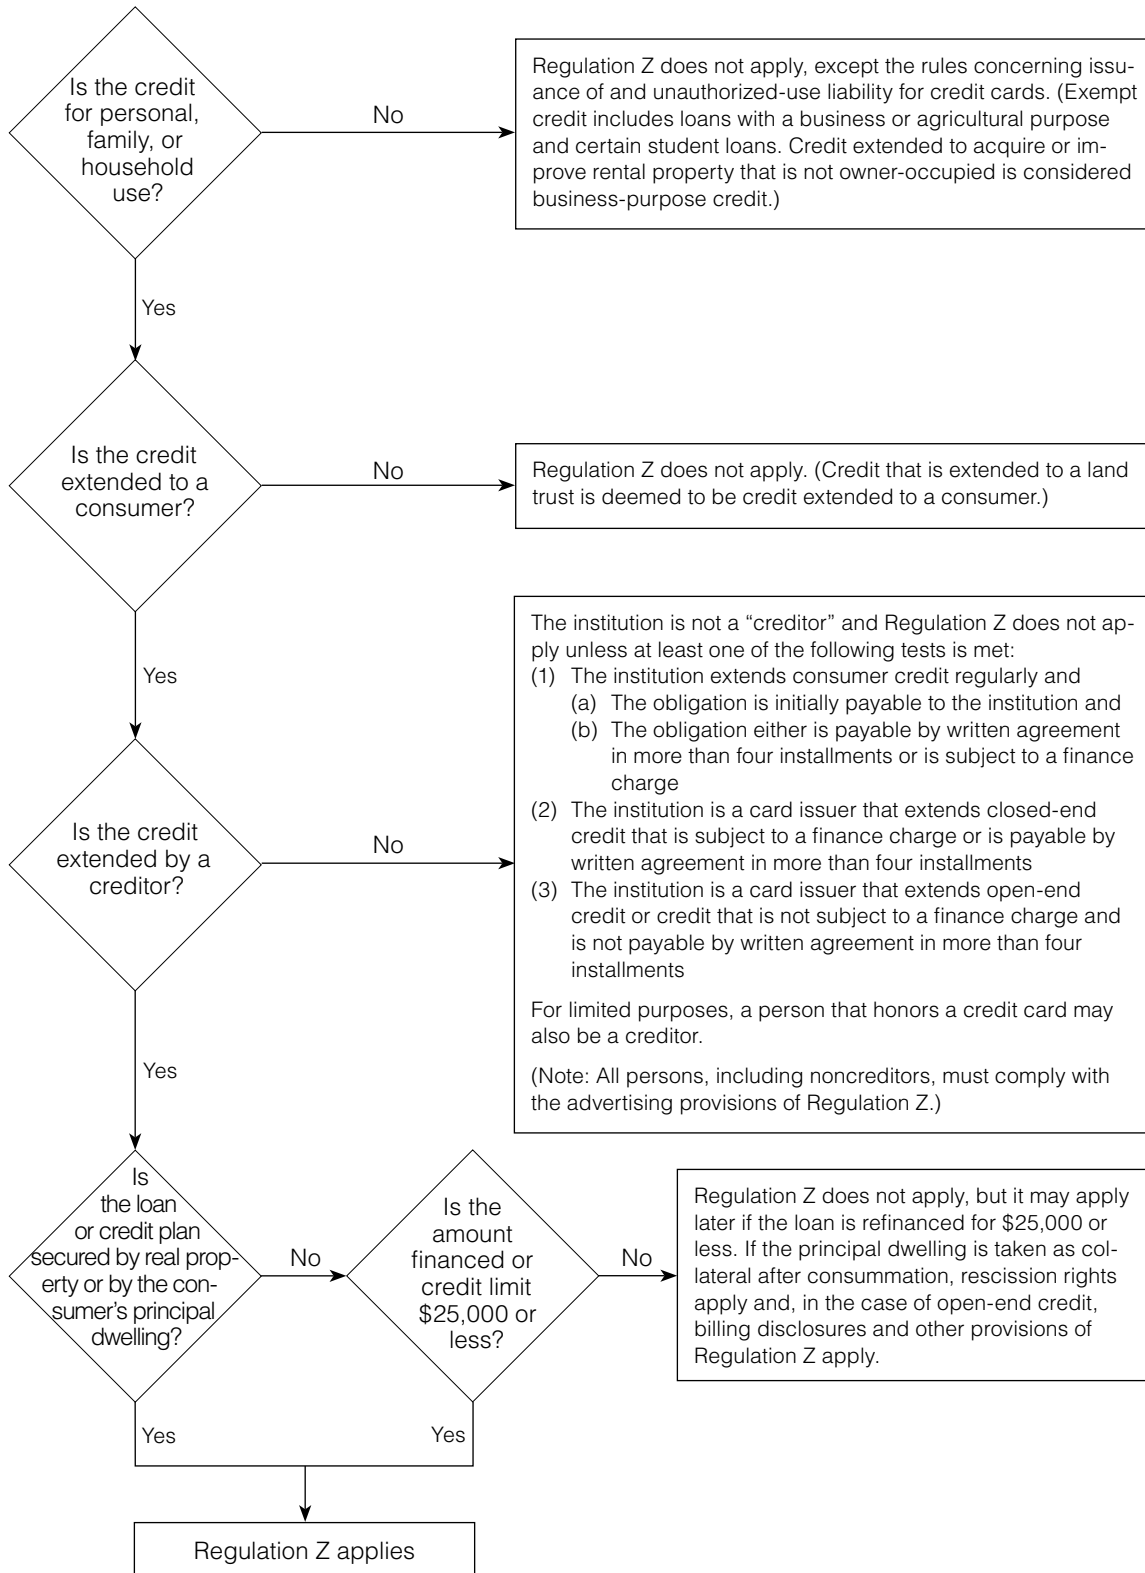 Is the credit
for personal,
family, or
household
use?
No
Regulation Z does not apply, except the rules concerning issu-
ance of and unauthorized-use liability for credit cards. (Exempt
credit includes loans with a business or agricultural purpose
and certain student loans. Credit extended to acquire or im-
prove rental property that is not owner-occupied is considered
business-purpose credit.)
Yes
Is the credit
extended to a
consumer?
No
Regulation Z does not apply. (Credit that is extended to a land
trust is deemed to be credit extended to a consumer.)
Yes
Is the credit
extended by a
creditor?
No
The institution is not a “creditor” and Regulation Z does not ap-
ply unless at least one of the following tests is met:
(1) The institution extends consumer credit regularly and
(a) The obligation is initially payable to the institution and
(b) The obligation either is payable by written agreement
in more than four installments or is subject to a finance
charge
(2) The institution is a card issuer that extends closed-end
credit that is subject to a finance charge or is payable by
written agreement in more than four installments
(3) The institution is a card issuer that extends open-end
credit or credit that is not subject to a finance charge and
is not payable by written agreement in more than four
installments
For limited purposes, a person that honors a credit card may
also be a creditor.
(Note: All persons, including noncreditors, must comply with
the advertising provisions of Regulation Z.)
Yes
Is
the loan
or credit plan
secured by real prop-
erty or by the con-
sumer’s principal
dwelling?
No
Is the
amount
financed or
credit limit
$25,000 or
less?
No
Regulation Z does not apply, but it may apply
later if the loan is refinanced for $25,000 or
less. If the principal dwelling is taken as col-
lateral after consummation, rescission rights
apply and, in the case of open-end credit,
billing disclosures and other provisions of
Regulation Z apply.
Yes
Yes
Regulation Z applies